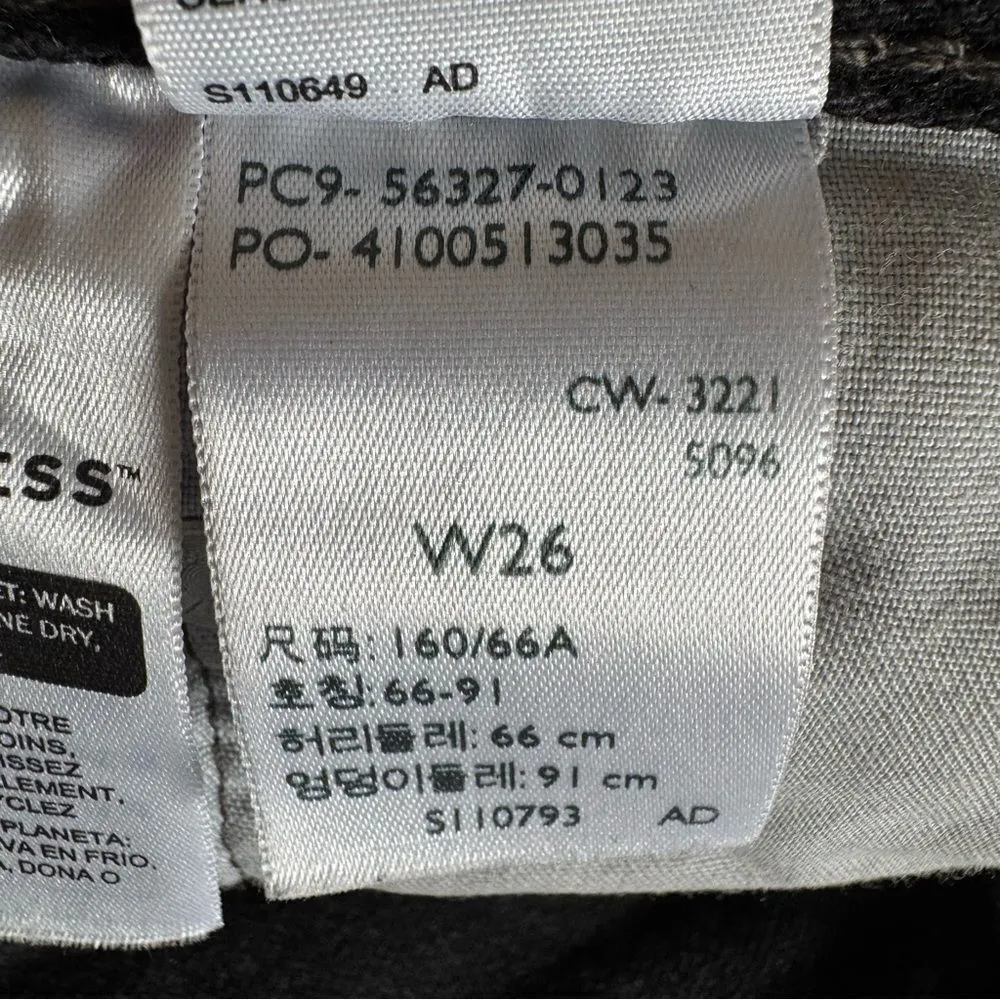 S110649 AD
PC9- 56327-0123
PO- 4100513035
CW- 3221
5096
W26
尺码: 160/66A
호칭: 66-91
허리둘레: 66 cm
엉덩이둘레: 91 cm
S110793 AD
ESS™
ET: WASH
NE DRY,
OTRE
OINS,
ISSEZ
LEMENT.
YCLEZ
PLANETA:
VA EN FRIO.
A, DONA O